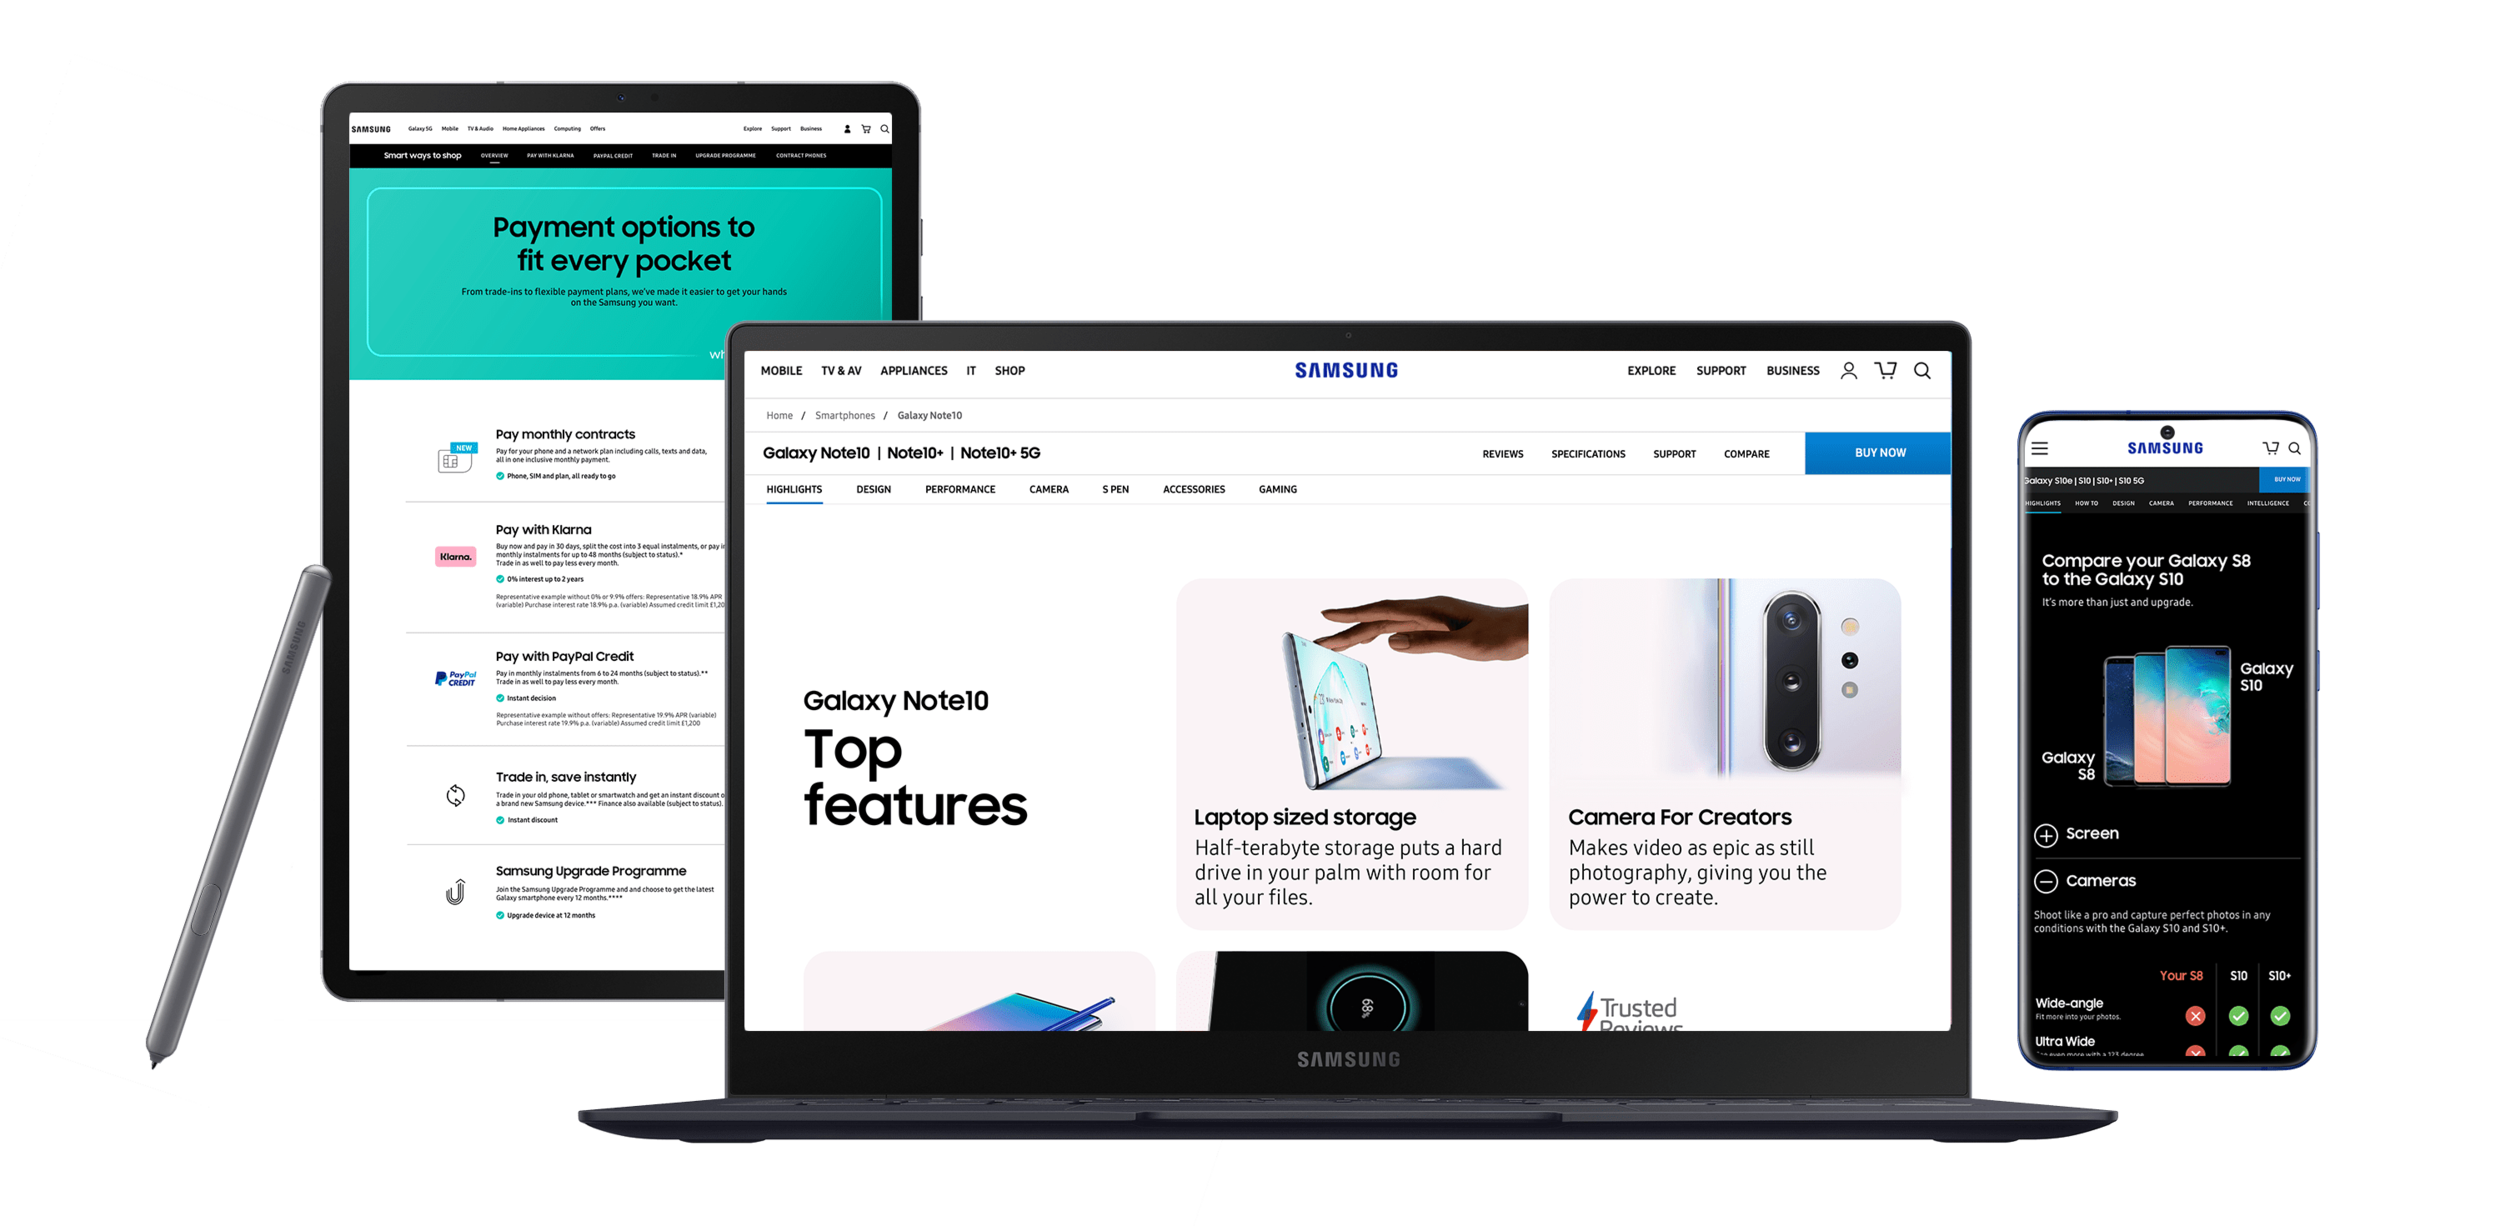 SAMSUNG Galaxy 5G Mobile TV & Audio Home Appliances Computing Offers Explore Support Business
Smart ways to shop OVERVIEW PAY WITH KLARNA PAYPAL CREDIT TRADE IN UPGRADE PROGRAMME CONTRACT PHONES
Payment options to
fit every pocket
From trade-ins to flexible payment plans, we've made it easier to get your hands
on the Samsung you want.
NEW
Pay monthly contracts
Pay for your phone and a network plan including calls, texts and data,
all in one inclusive monthly payment.
Phone, SIM and plan, all ready to go
Klarna.
Pay with Klarna
Buy now and pay in 30 days, split the cost into 3 equal instalments, or pay in
monthly instalments for up to 48 months (subject to status).*
Trade in as well to pay less every month.
0% interest up to 2 years
Representative example without 0% or 9.9% offers: Representative 18.9% APR
(variable) Purchase interest rate 18.9% p.a. (variable) Assumed credit limit
PayPal
CREDIT
Pay with PayPal Credit
Pay in monthly instalments from 6 to 24 months (subject to status).**
Trade in as well to pay less every month.
Instant decision
Representative example without offers: Representative 19.9% APR (variable)
Purchase interest rate 19.9% p.a. (variable) Assumed credit limit £1,200
Trade in, save instantly
Trade in your old phone, tablet or smartwatch and get an instant discount
a brand new Samsung device.*** Finance also available (subject to status).
Instant discount
Samsung Upgrade Programme
Join the Samsung Upgrade Programme and and choose to get the latest
Galaxy smartphone every 12 months.****
Upgrade device at 12 months
SAMSUNG
MOBILE TV & AV APPLIANCES IT SHOP SAMSUNG EXPLORE SUPPORT BUSINESS
Home / Smartphones / Galaxy Note10
Galaxy Note10 | Note10+ | Note10+ 5G REVIEWS SPECIFICATIONS SUPPORT COMPARE BUY NOW
HIGHLIGHTS DESIGN PERFORMANCE CAMERA S PEN ACCESSORIES GAMING
Galaxy Note10
Top
features
Laptop sized storage
Half-terabyte storage puts a hard
drive in your palm with room for
all your files.
Camera For Creators
Makes video as epic as still
photography, giving you the
power to create.
68%
Trusted
Reviews
SAMSUNG
SAMSUNG
Galaxy S10e | S10 | S10+ | S10 5G BUY NOW
HIGHLIGHTS HOW TO DESIGN CAMERA PERFORMANCE INTELLIGENCE
Compare your Galaxy S8
to the Galaxy S10
It's more than just and upgrade.
Galaxy
S10
Galaxy
S8
Screen
Cameras
Shoot like a pro and capture perfect photos in any
conditions with the Galaxy S10 and S10+.
Your S8 S10 S10+
Wide-angle
Fit more into your photos.
Ultra Wide
even more with a 123 degree